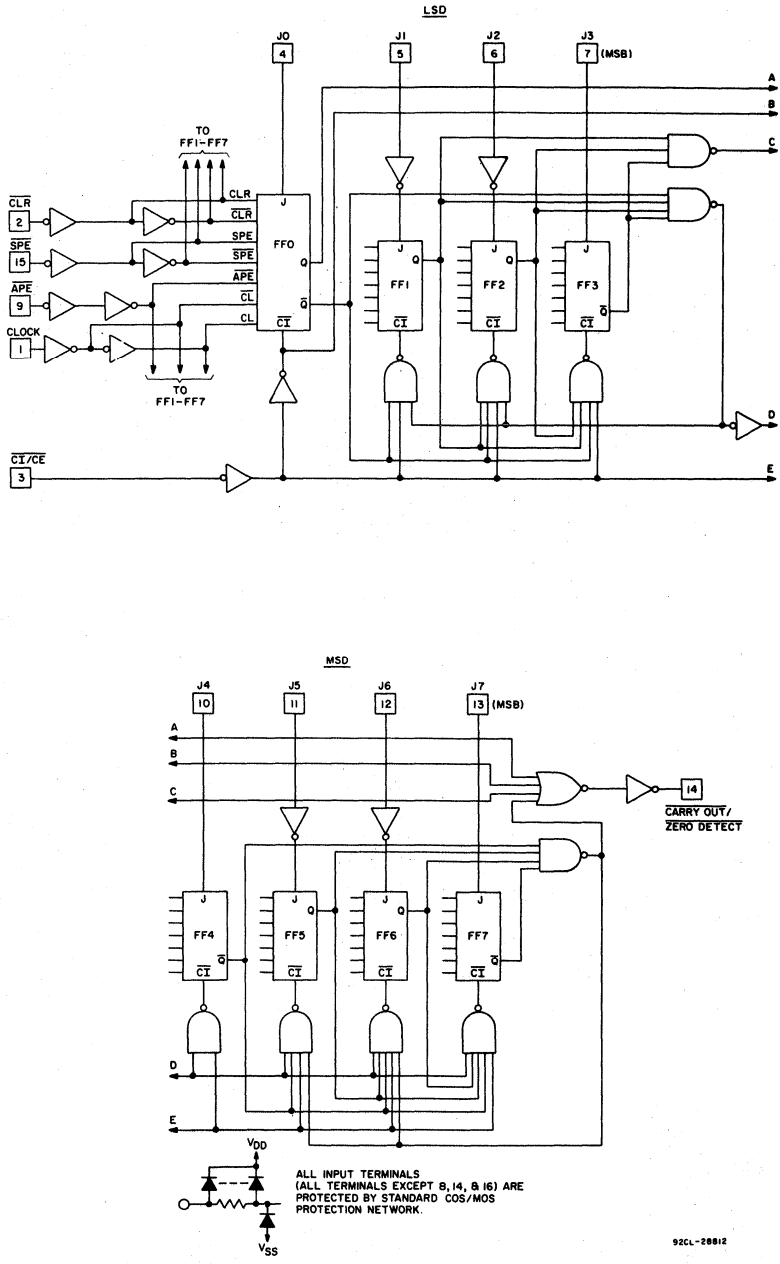 LSD
J0 J1 J2 J3
4 5 6 7 (MSB)
A
B
TO
FF1-FF7
C
CLR
2
CLR
J
CLR
SPE
15
SPE
FF0
SPE
Q
APE
9
APE
CL
Q
CLOCK
1
CL
CI
J
Q
FF1
CI
J
Q
FF2
CI
J
FF3
Q
CI
TO
FF1-FF7
D
CI/CE
3
E
MSD
J4 J5 J6 J7
10 11 12 13 (MSB)
A
B
C
14
CARRY OUT/
ZERO DETECT
J
FF4
Q
CI
J
Q
FF5
CI
J
Q
FF6
CI
J
FF7
Q
CI
D
E
VDD
VSS
ALL INPUT TERMINALS
(ALL TERMINALS EXCEPT 8, 14, & 16) ARE
PROTECTED BY STANDARD COS/MOS
PROTECTION NETWORK.
92CL-28812